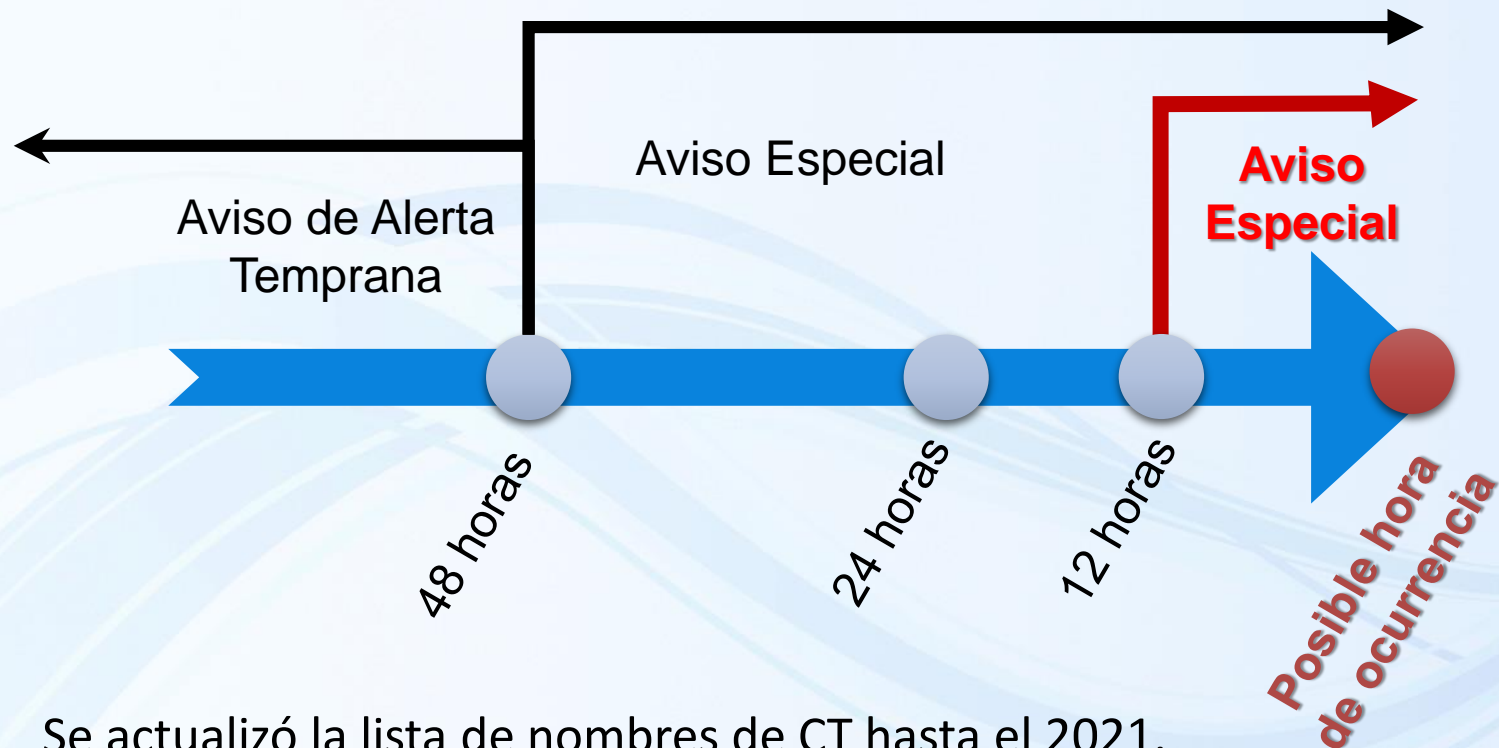 Aviso Especial
Aviso
Especial
Aviso de Alerta
Temprana
48 horas
24 horas
12 horas
Posible hora
de ocurrencia
Se actualizó la lista de nombres de CT hasta el 2021.